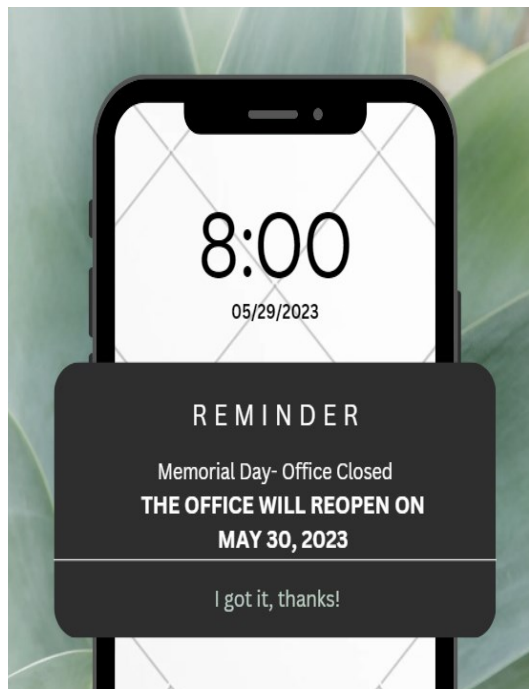 8:00
05/29/2023
REMINDER
Memorial Day- Office Closed
THE OFFICE WILL REOPEN ON
MAY 30, 2023
I got it, thanks!